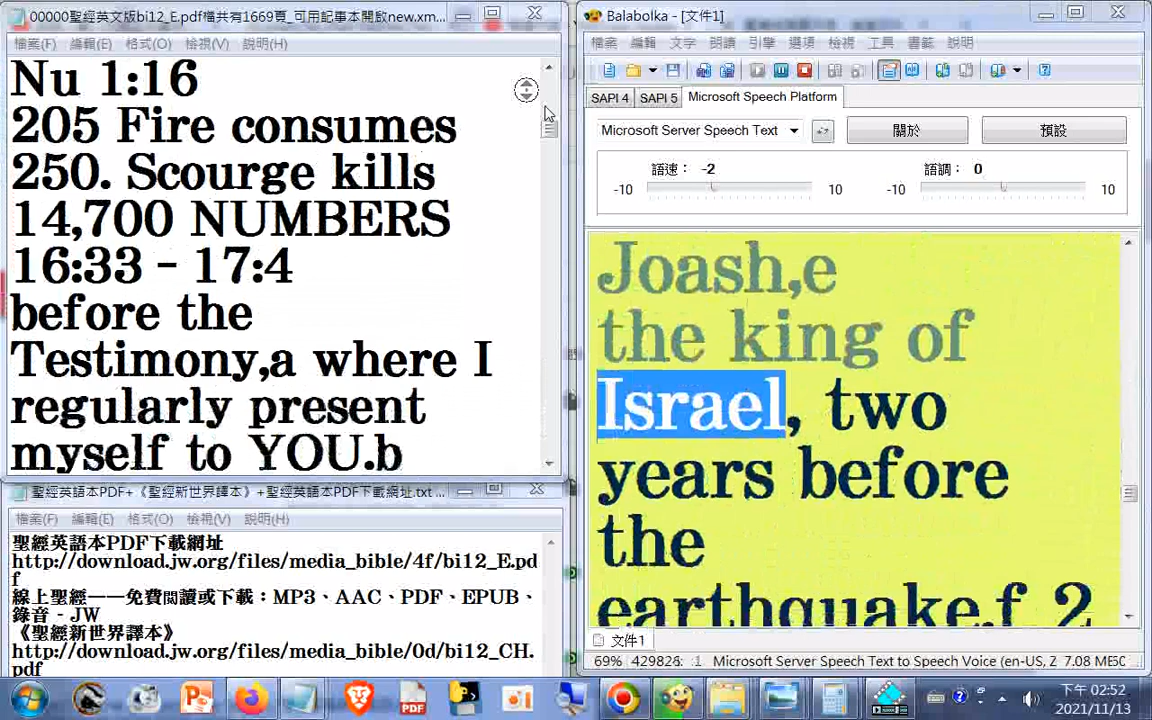 00000聖經英文版bi12_E.pdf檔共有1669頁_可用記事本開啟new.xm...
檔案(F) 編輯(E) 格式(O) 檢視(V) 說明(H)
Nu 1:16
205 Fire consumes
250. Scourge kills
14,700 NUMBERS
16:33 – 17:4
before the
Testimony,a where I
regularly present
myself to YOU.b
聖經英語本PDF+《聖經新世界譯本》+聖經英語本PDF下載網址.txt ...
檔案(F) 編輯(E) 格式(O) 檢視(V) 說明(H)
聖經英語本PDF下載網址
http://download.jw.org/files/media_bible/4f/bi12_E.pd
f
線上聖經——免費閱讀或下載：MP3、AAC、PDF、EPUB、
錄音 - JW
《聖經新世界譯本》
http://download.jw.org/files/media_bible/0d/bi12_CH.
pdf
Balabolka - [文件1]
檔案 編輯 文字 朗讀 引擎 選項 檢視 工具 書籤 說明
SAPI 4 SAPI 5 Microsoft Speech Platform
Microsoft Server Speech Text 關於 預設
語速： -2 語調： 0
-10 10 -10 10
Joash,e
the king of
Israel, two
years before
the
earthquake.f 2
文件1
69% 429826: 1 Microsoft Server Speech Text to Speech Voice (en-US, Z 7.08 ME50
PDF
下午 02:52
2021/11/13